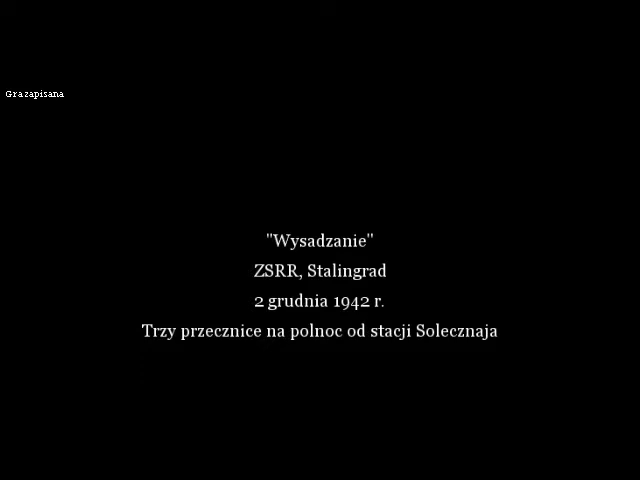 Gra zapisana
"Wysadzanie"
ZSRR, Stalingrad
2 grudnia 1942 r.
Trzy przecznice na polnoc od stacji Solecznaja